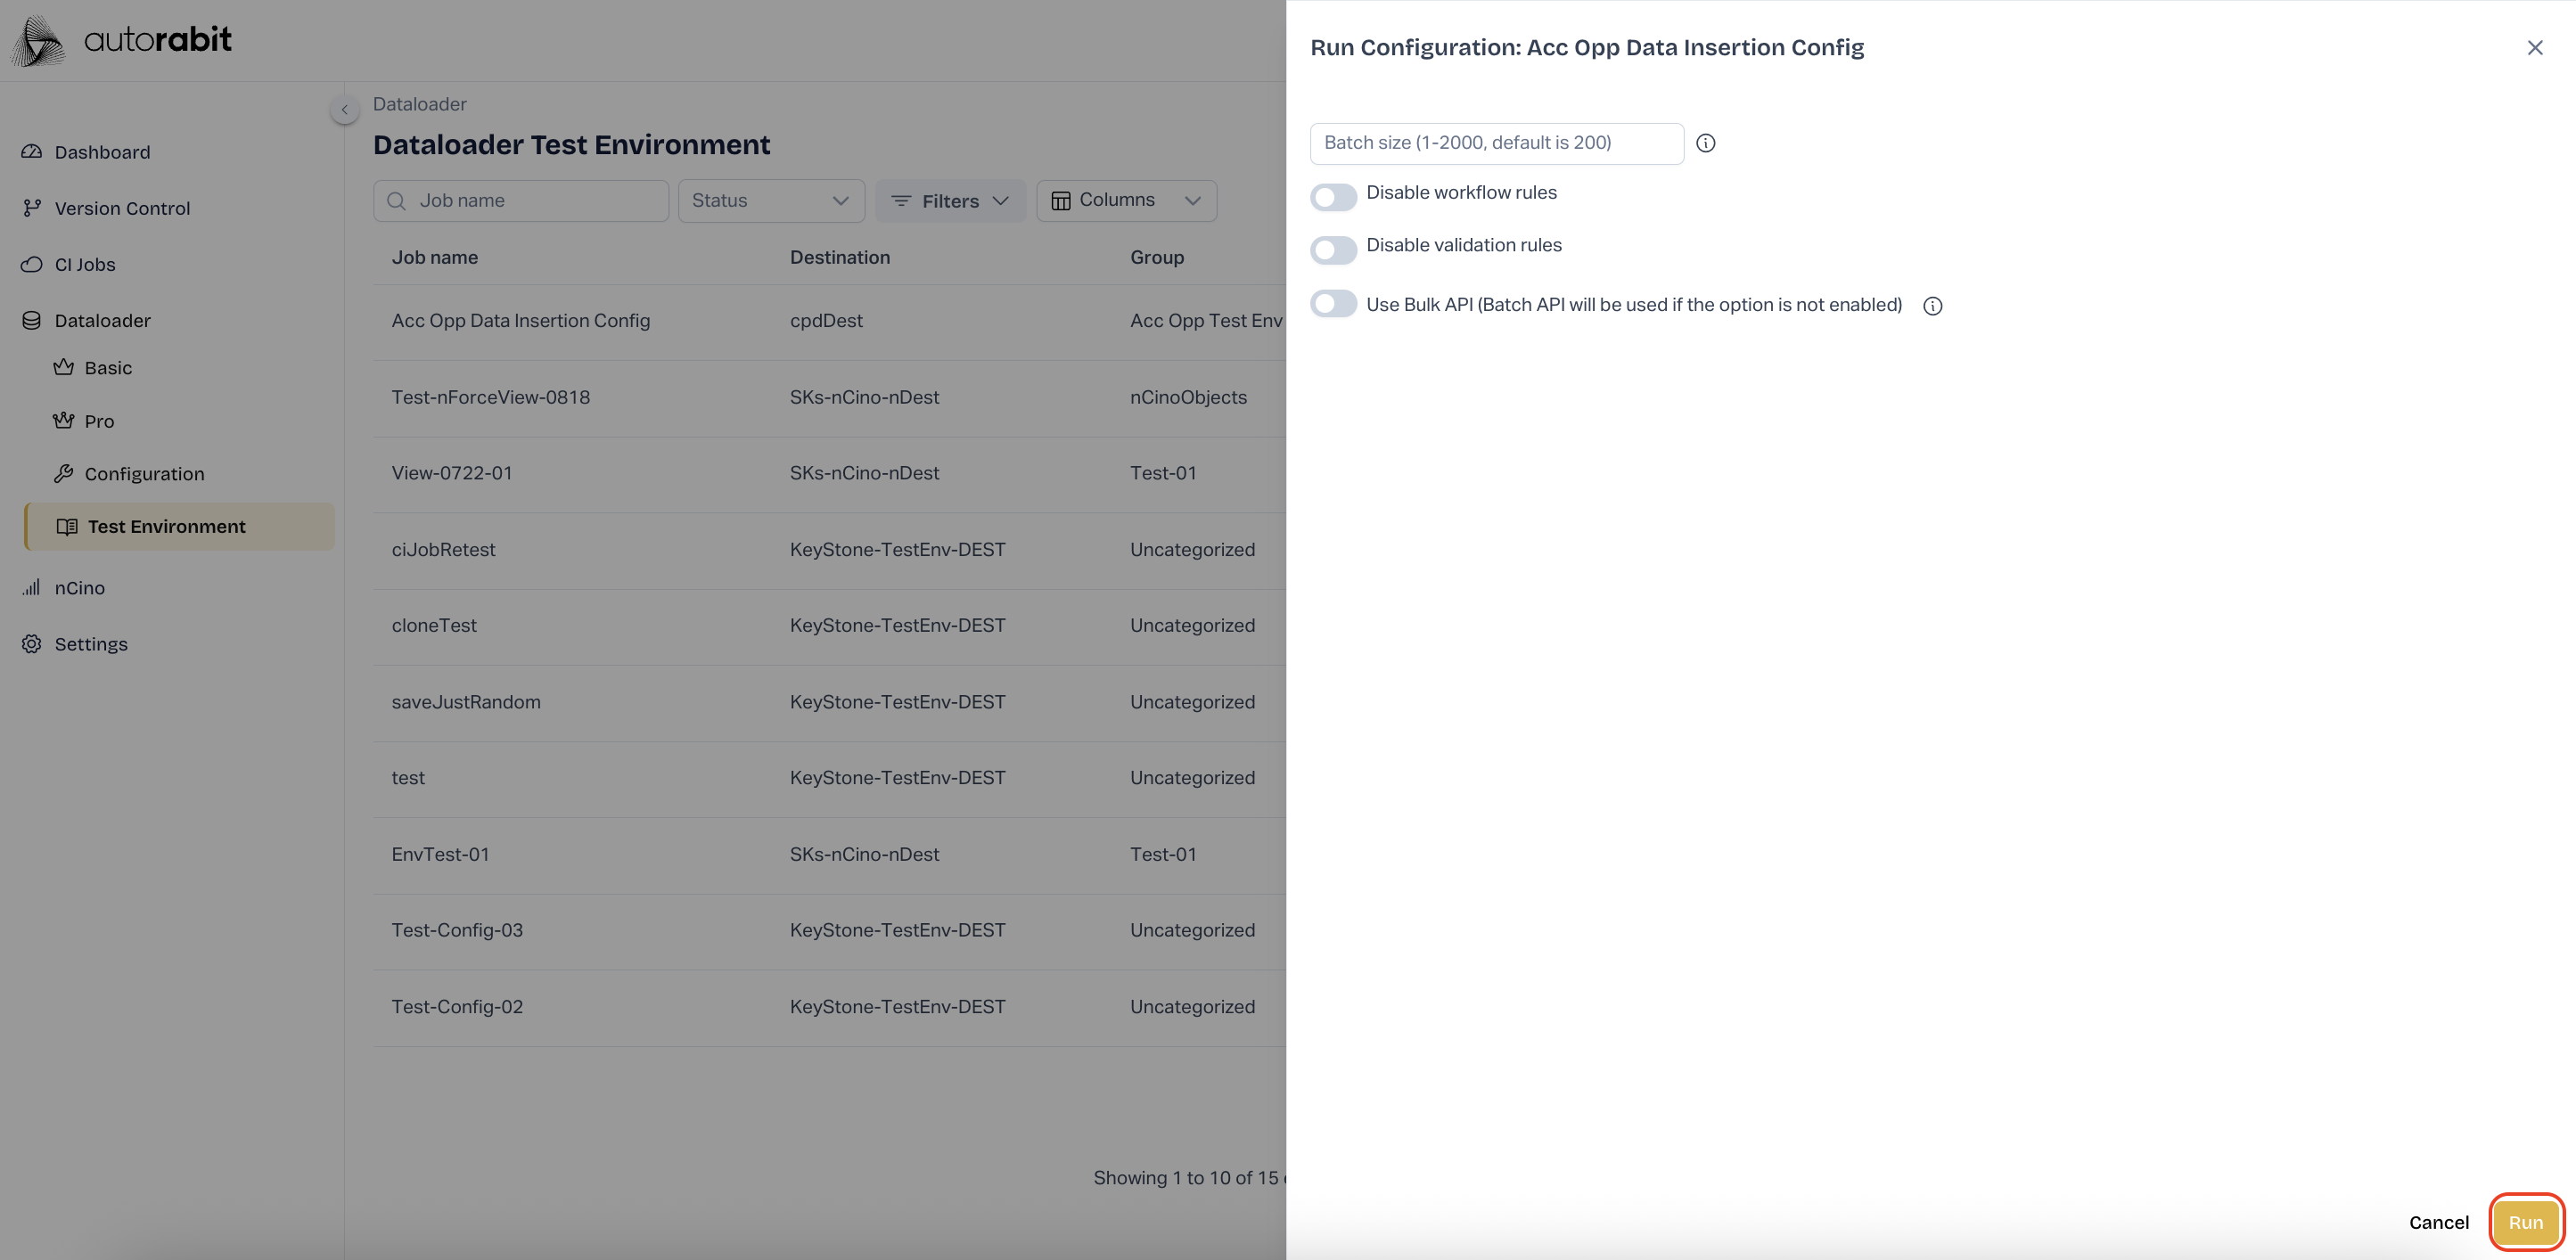 autorabit
Dashboard
Version Control
CI Jobs
Dataloader
Basic
Pro
Configuration
Test Environment
nCino
Settings
Dataloader
Dataloader Test Environment
Job name
Status
Filters
Columns
Job name Destination Group
Acc Opp Data Insertion Config cpdDest Acc Opp Test Env
Test-nForceView-0818 SKs-nCino-nDest nCinoObjects
View-0722-01 SKs-nCino-nDest Test-01
ciJobRetest KeyStone-TestEnv-DEST Uncategorized
cloneTest KeyStone-TestEnv-DEST Uncategorized
saveJustRandom KeyStone-TestEnv-DEST Uncategorized
test KeyStone-TestEnv-DEST Uncategorized
EnvTest-01 SKs-nCino-nDest Test-01
Test-Config-03 KeyStone-TestEnv-DEST Uncategorized
Test-Config-02 KeyStone-TestEnv-DEST Uncategorized
Showing 1 to 10 of 15
Run Configuration: Acc Opp Data Insertion Config
Batch size (1-2000, default is 200)
Disable workflow rules
Disable validation rules
Use Bulk API (Batch API will be used if the option is not enabled)
Cancel
Run